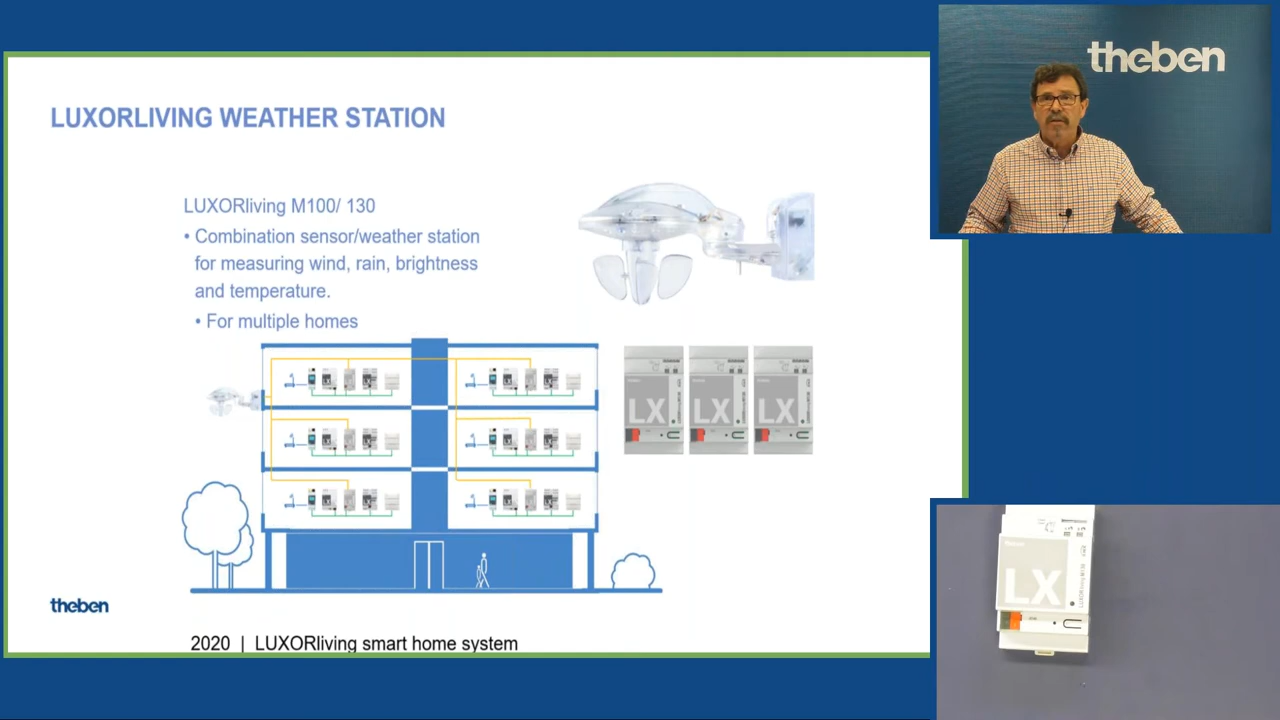 theben
LUXORLIVING WEATHER STATION
LUXORliving M100/ 130
• Combination sensor/weather station
for measuring wind, rain, brightness
and temperature.
• For multiple homes
LX
LX
LX
theben
2020 | LUXORliving smart home system
LX